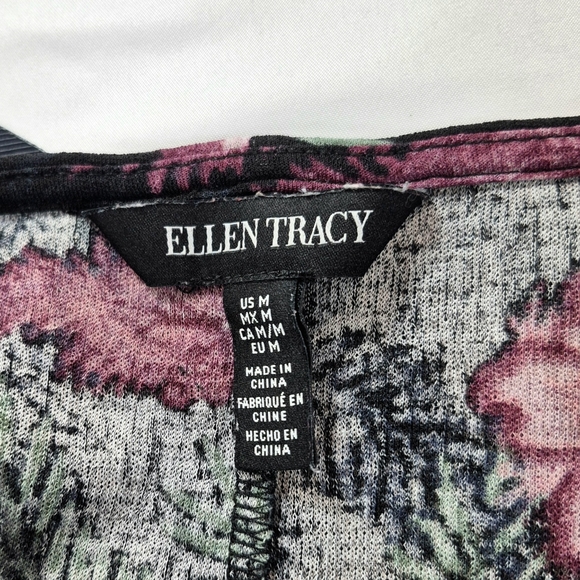 ELLEN TRACY
US M
MX M
CA M/M
EU M
MADE IN
CHINA
FABRIQUÉ EN
CHINE
HECHO EN
CHINA